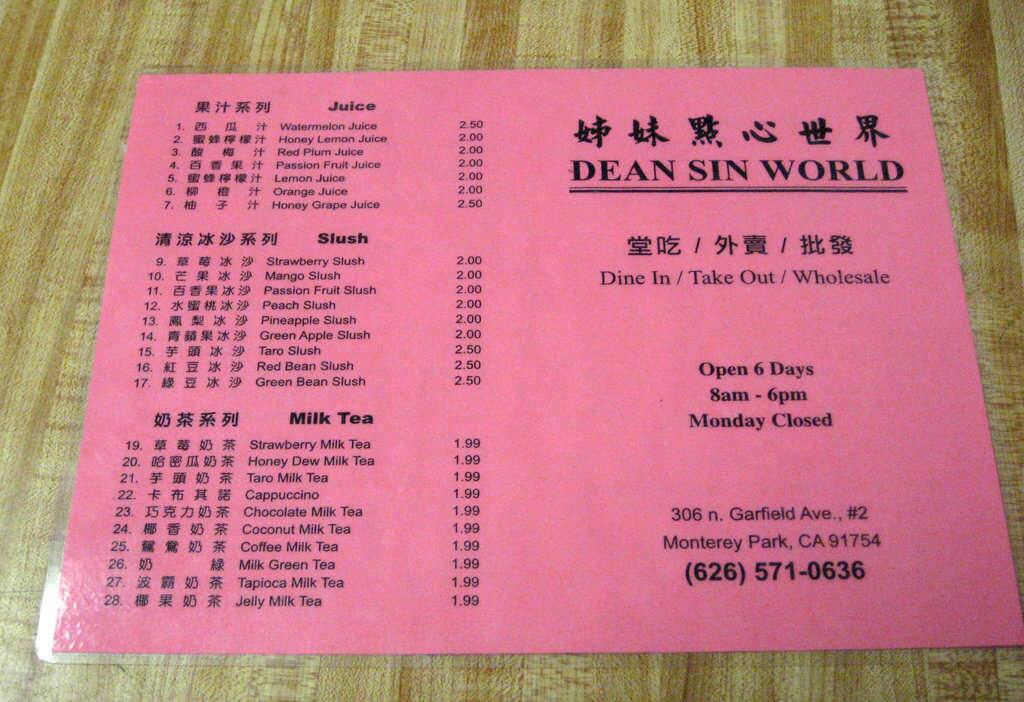 果汁系列 Juice
1. 西瓜汁 Watermelon Juice 2.50
2. 蜜蜂檸檬汁 Honey Lemon Juice 2.00
3. 酸梅汁 Red Plum Juice 2.00
4. 百香果汁 Passion Fruit Juice 2.00
5. 蜜蜂檸檬汁 Lemon Juice 2.00
6. 柳橙汁 Orange Juice 2.00
7. 柚子汁 Honey Grape Juice 2.50
清涼冰沙系列 Slush
9. 草莓冰沙 Strawberry Slush 2.00
10. 芒果冰沙 Mango Slush 2.00
11. 百香果冰沙 Passion Fruit Slush 2.00
12. 水蜜桃冰沙 Peach Slush 2.00
13. 鳳梨冰沙 Pineapple Slush 2.00
14. 青蘋果冰沙 Green Apple Slush 2.00
15. 芋頭冰沙 Taro Slush 2.50
16. 紅豆冰沙 Red Bean Slush 2.50
17. 綠豆冰沙 Green Bean Slush 2.50
奶茶系列 Milk Tea
19. 草莓奶茶 Strawberry Milk Tea 1.99
20. 哈密瓜奶茶 Honey Dew Milk Tea 1.99
21. 芋頭奶茶 Taro Milk Tea 1.99
22. 卡布其諾 Cappuccino 1.99
23. 巧克力奶茶 Chocolate Milk Tea 1.99
24. 椰香奶茶 Coconut Milk Tea 1.99
25. 鴛鴦奶茶 Coffee Milk Tea 1.99
26. 奶綠 Milk Green Tea 1.99
27. 波霸奶茶 Tapioca Milk Tea 1.99
28. 椰果奶茶 Jelly Milk Tea 1.99
姊妹點心世界
DEAN SIN WORLD
堂吃 / 外賣 / 批發
Dine In / Take Out / Wholesale
Open 6 Days
8am - 6pm
Monday Closed
306 n. Garfield Ave., #2
Monterey Park, CA 91754
(626) 571-0636